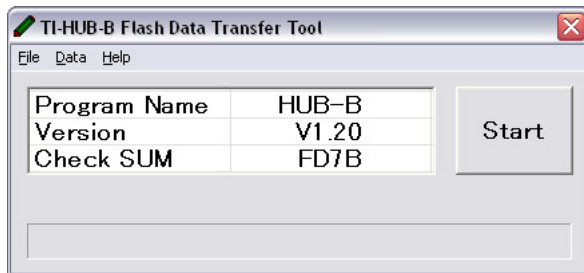 TI-HUB-B Flash Data Transfer Tool
File Data Help
Program Name HUB-B
Version V1.20
Check SUM FD7B
Start